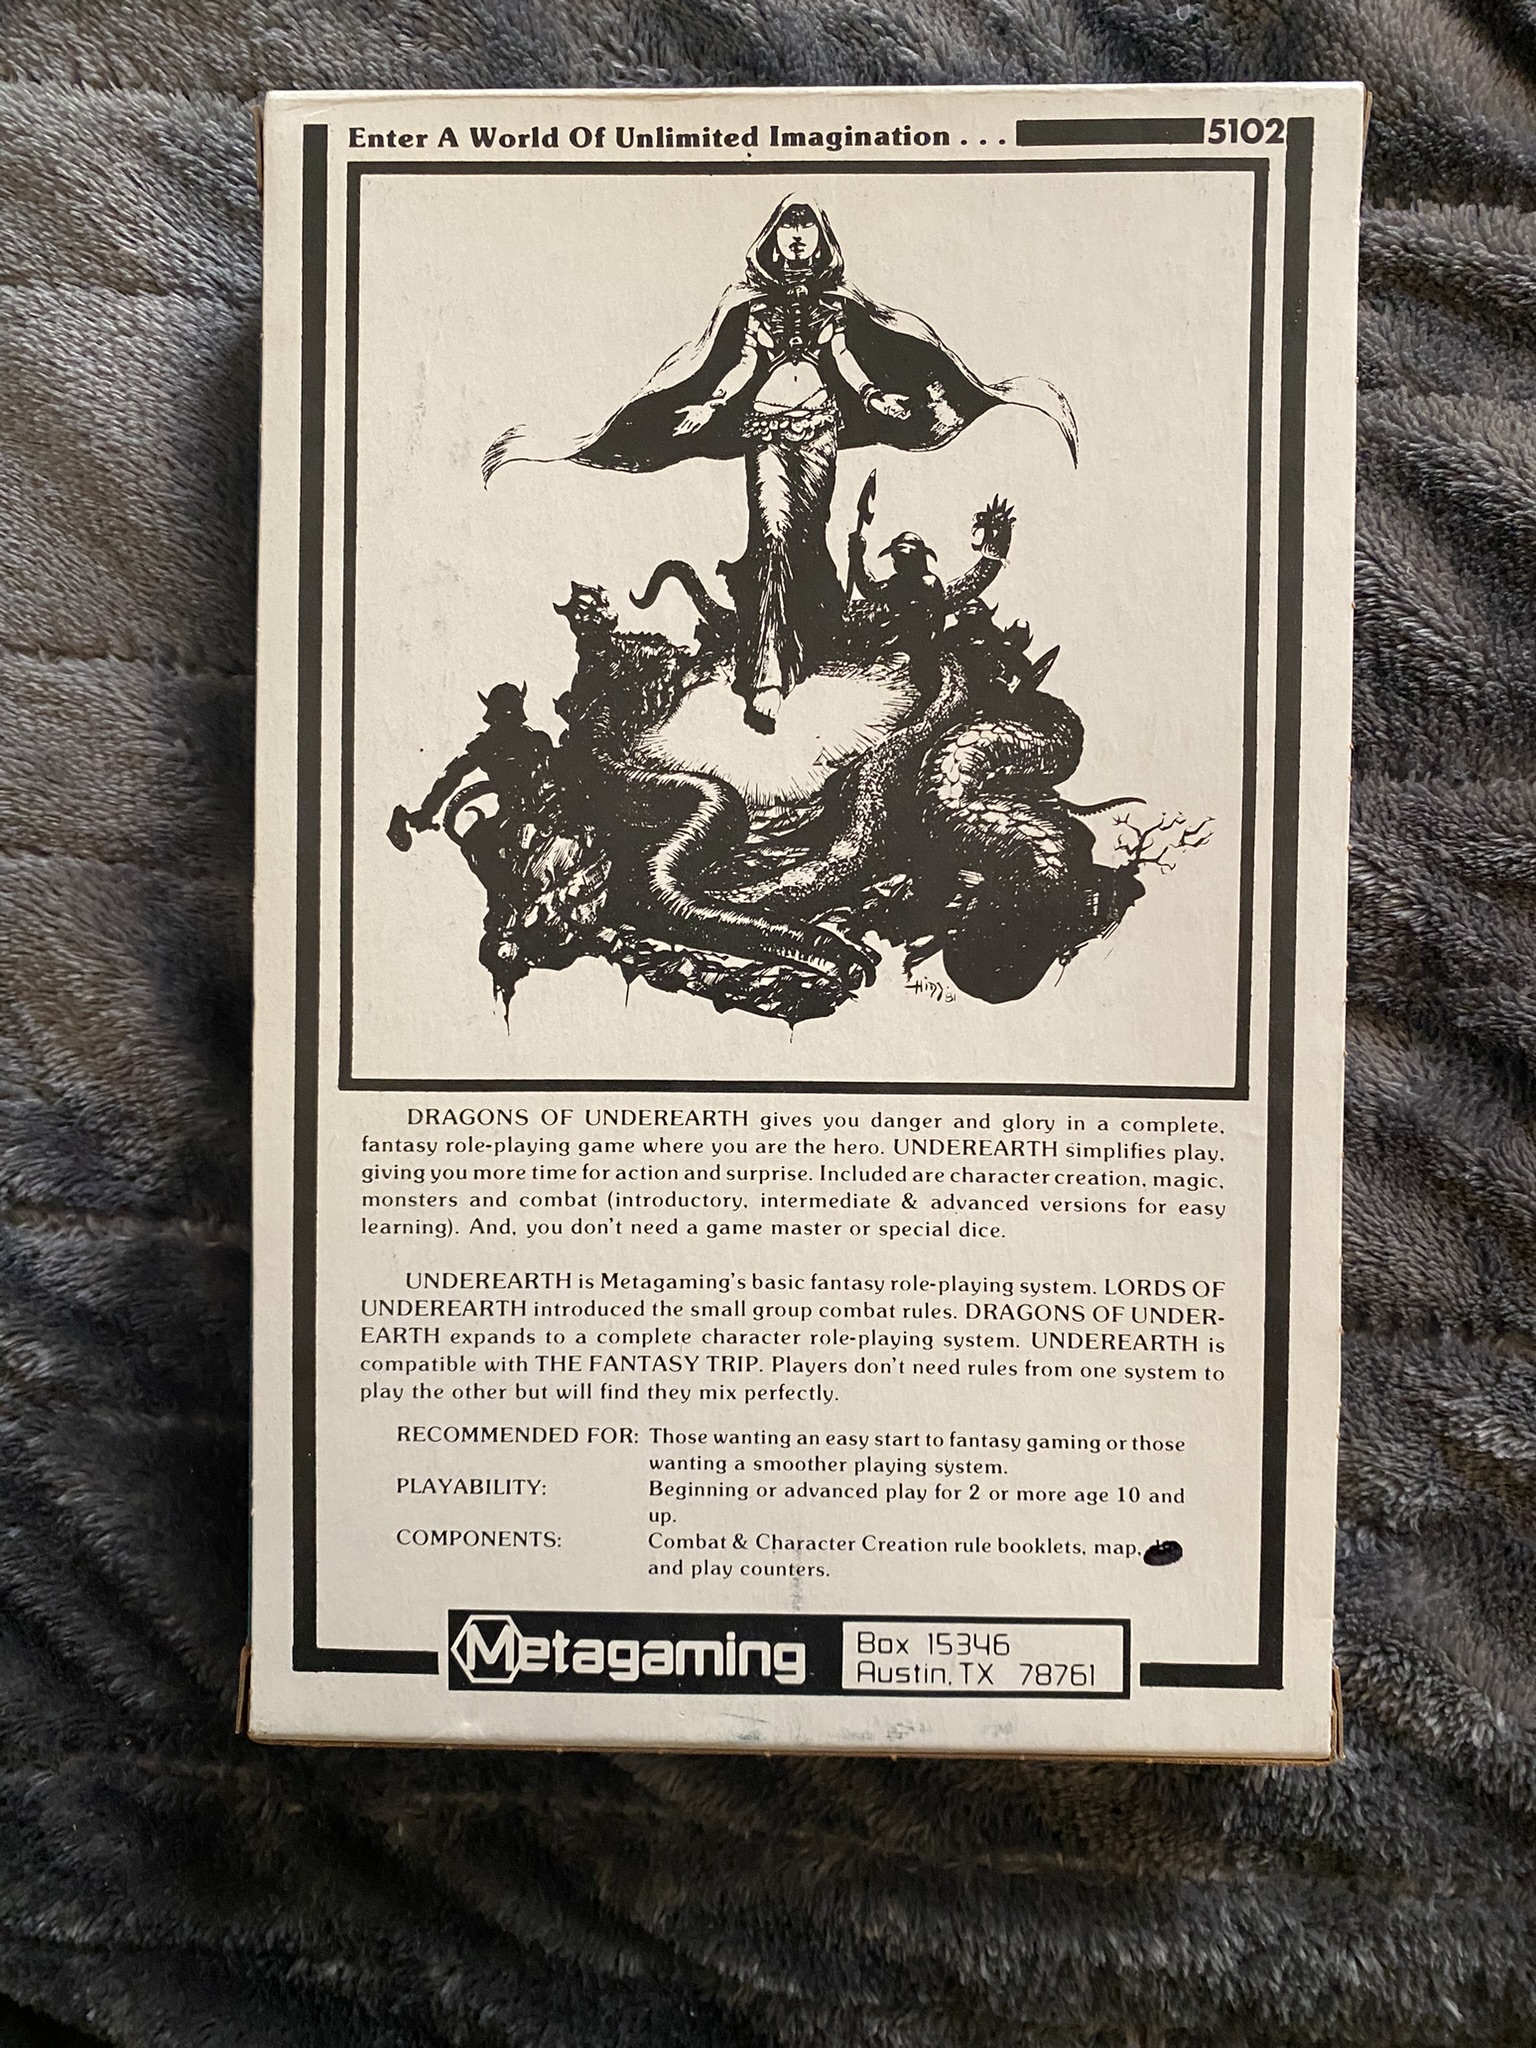 Enter A World Of Unlimited Imagination . . .
5102
HIDY '81
DRAGONS OF UNDEREARTH gives you danger and glory in a complete,
fantasy role-playing game where you are the hero. UNDEREARTH simplifies play,
giving you more time for action and surprise. Included are character creation, magic,
monsters and combat (introductory, intermediate & advanced versions for easy
learning). And, you don't need a game master or special dice.
UNDEREARTH is Metagaming's basic fantasy role-playing system. LORDS OF
UNDEREARTH introduced the small group combat rules. DRAGONS OF UNDER-
EARTH expands to a complete character role-playing system. UNDEREARTH is
compatible with THE FANTASY TRIP. Players don't need rules from one system to
play the other but will find they mix perfectly.
RECOMMENDED FOR: Those wanting an easy start to fantasy gaming or those
wanting a smoother playing system.
PLAYABILITY: Beginning or advanced play for 2 or more age 10 and
up.
COMPONENTS: Combat & Character Creation rule booklets, map,
and play counters.
Metagaming
Box 15346
Austin, TX 78761